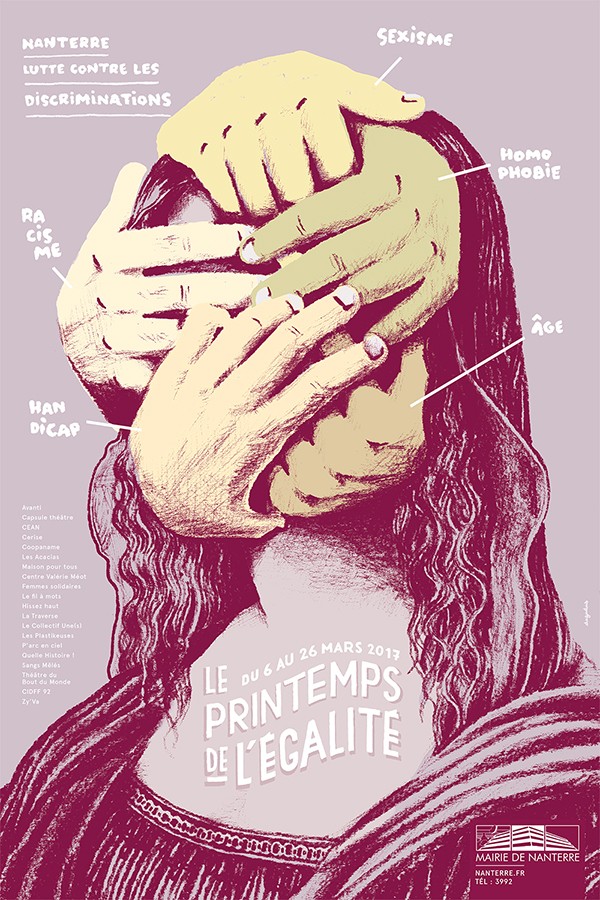 NANTERRE
LUTTE CONTRE LES
DISCRIMINATIONS
SEXISME
HOMO
PHOBIE
RA
CIS
ME
ÂGE
HAN
DICAP
Avanti
Capsule théâtre
CEAN
Cerise
Coopaname
Les Acacias
Maison pour tous
Centre Valérie Méot
Femmes solidaires
Le fil à mots
Hissez haut
La Traverse
Le Collectif Une(s)
Les Plastikeuses
P'arc en ciel
Quelle Histoire !
Sangs Mêlés
Théâtre du
Bout du Monde
CIDFF 92
Zy'Va
DU 6 AU 26 MARS 2017
LE
PRINTEMPS
DE L'ÉGALITÉ
MAIRIE DE NANTERRE
NANTERRE.FR
TÉL : 3992